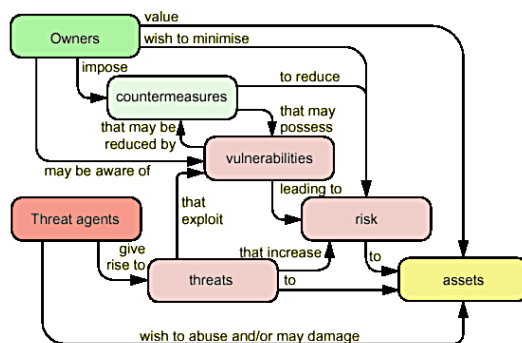 value
Owners
wish to minimise
impose
to reduce
countermeasures
that may be
reduced by
that may
possess
vulnerabilities
may be aware of
leading to
that
exploit
Threat agents
risk
give
rise to
that increase
to
threats
to
assets
wish to abuse and/or may damage